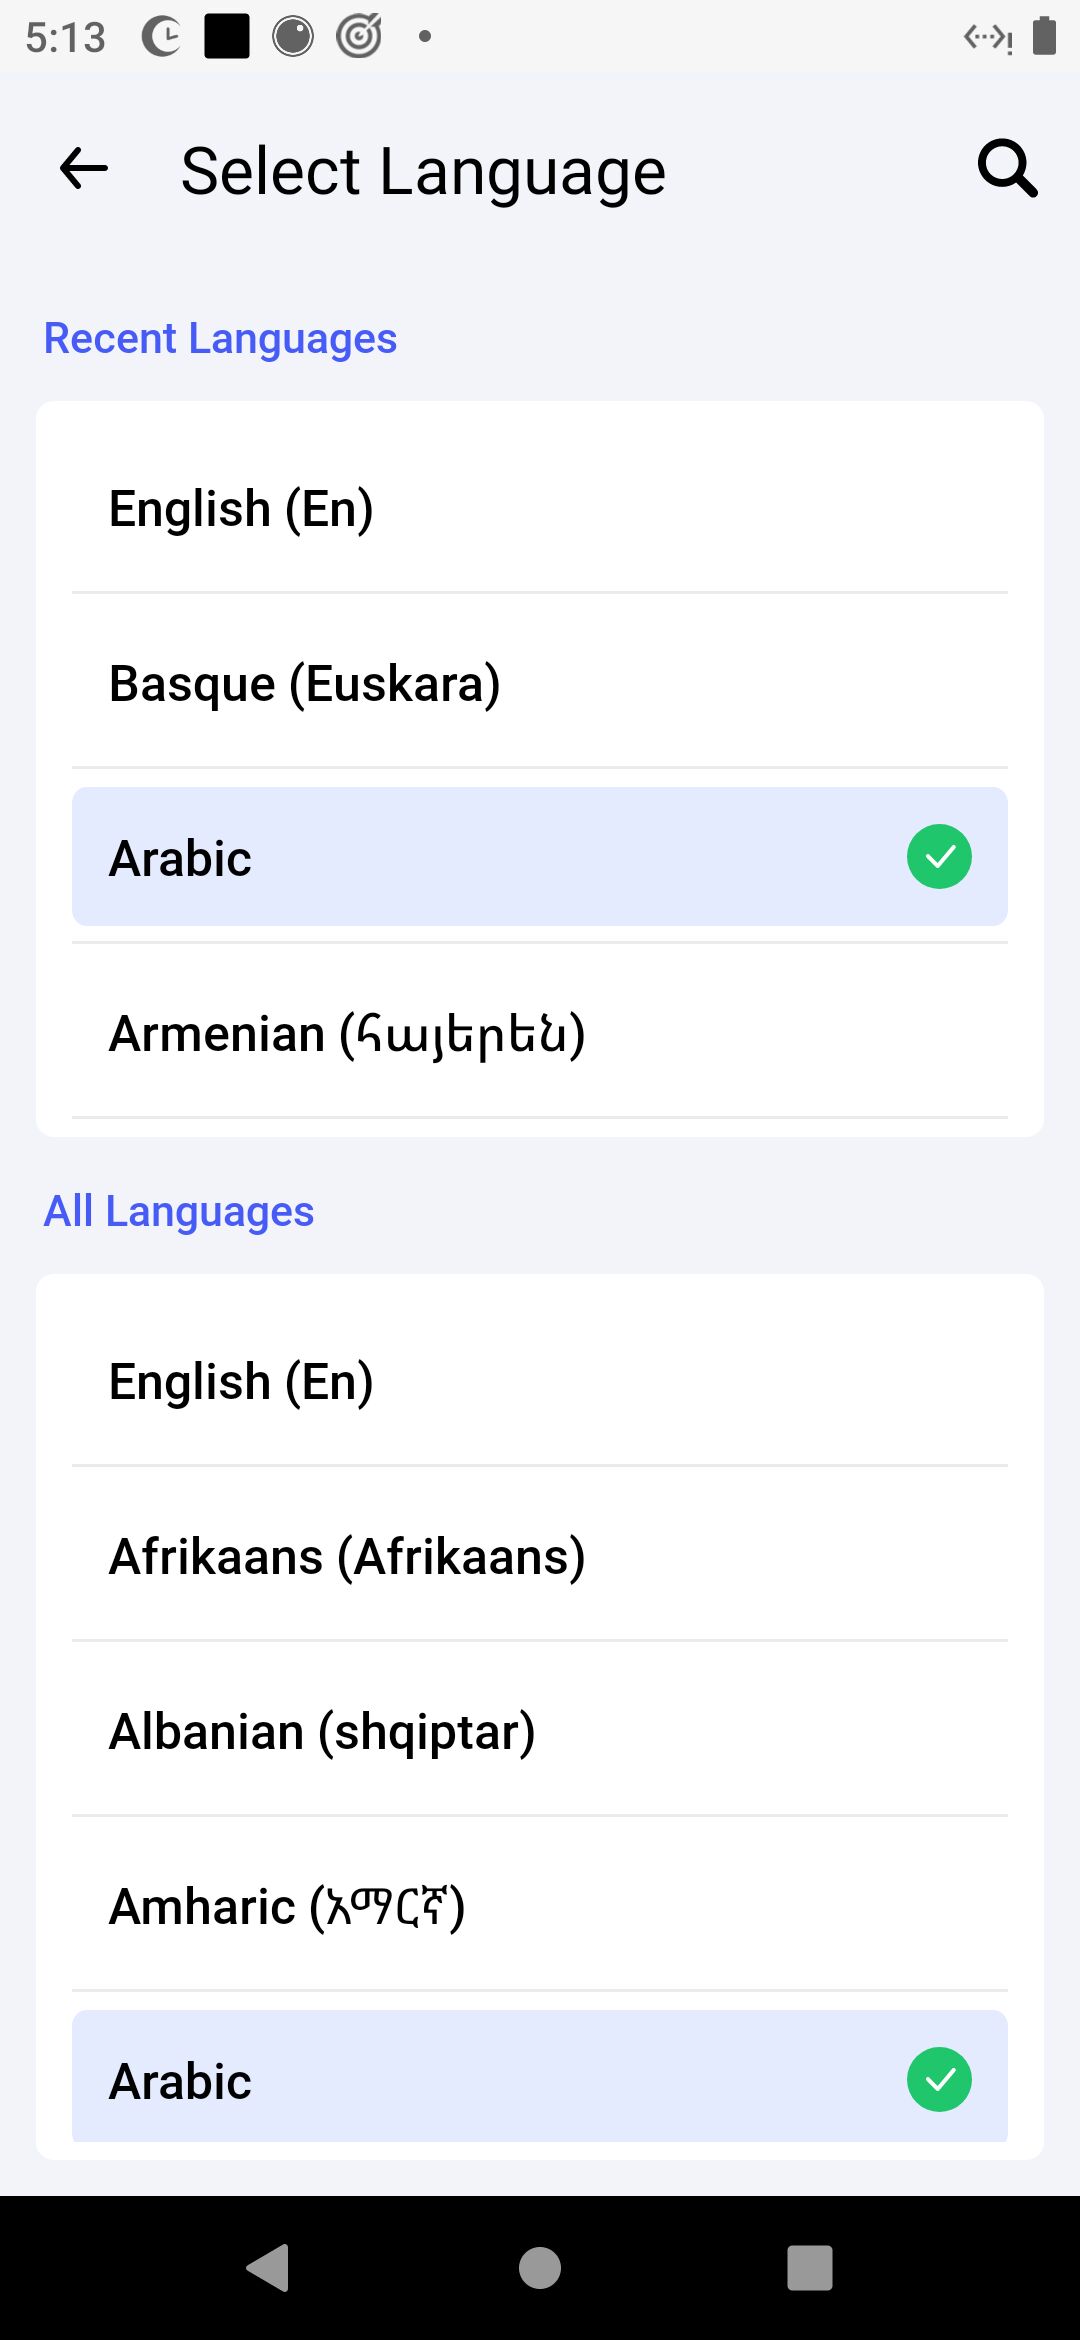 5:13
Select Language
Recent Languages
English (En)
Basque (Euskara)
Arabic
Armenian (հայերեն)
All Languages
English (En)
Afrikaans (Afrikaans)
Albanian (shqiptar)
Amharic (አማርኛ)
Arabic